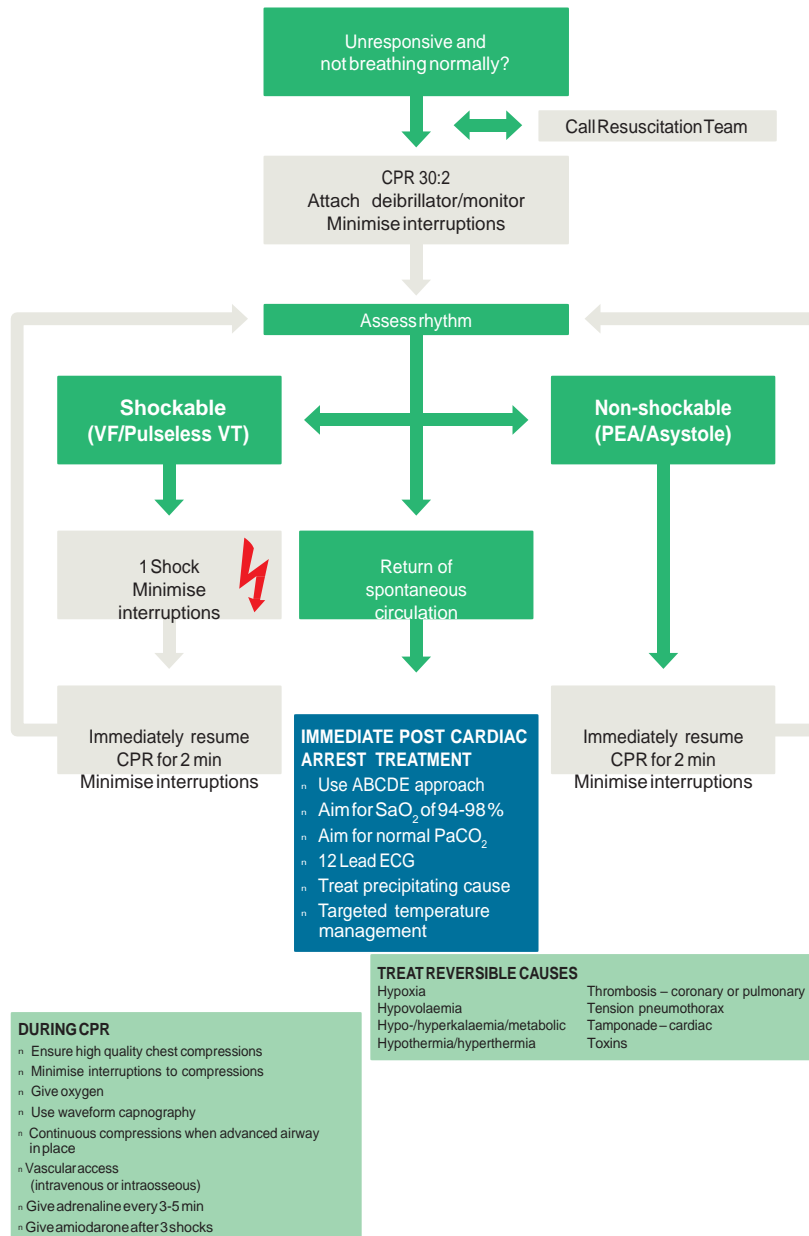 Unresponsive and
not breathing normally?
Call Resuscitation Team
CPR 30:2
Attach deibrillator/monitor
Minimise interruptions
Assess rhythm
Shockable
(VF/Pulseless VT)
Non-shockable
(PEA/Asystole)
1 Shock
Minimise
interruptions
Return of
spontaneous
circulation
Immediately resume
CPR for 2 min
Minimise interruptions
IMMEDIATE POST CARDIAC
ARREST TREATMENT
n Use ABCDE approach
n Aim for SaO2 of 94-98%
n Aim for normal PaCO2
n 12 Lead ECG
n Treat precipitating cause
n Targeted temperature
management
Immediately resume
CPR for 2 min
Minimise interruptions
TREAT REVERSIBLE CAUSES
Hypoxia
Hypovolaemia
Hypo-/hyperkalaemia/metabolic
Hypothermia/hyperthermia
Thrombosis – coronary or pulmonary
Tension pneumothorax
Tamponade – cardiac
Toxins
DURING CPR
n Ensure high quality chest compressions
n Minimise interruptions to compressions
n Give oxygen
n Use waveform capnography
n Continuous compressions when advanced airway
in place
n Vascular access
(intravenous or intraosseous)
n Give adrenaline every 3-5 min
n Give amiodarone after 3 shocks